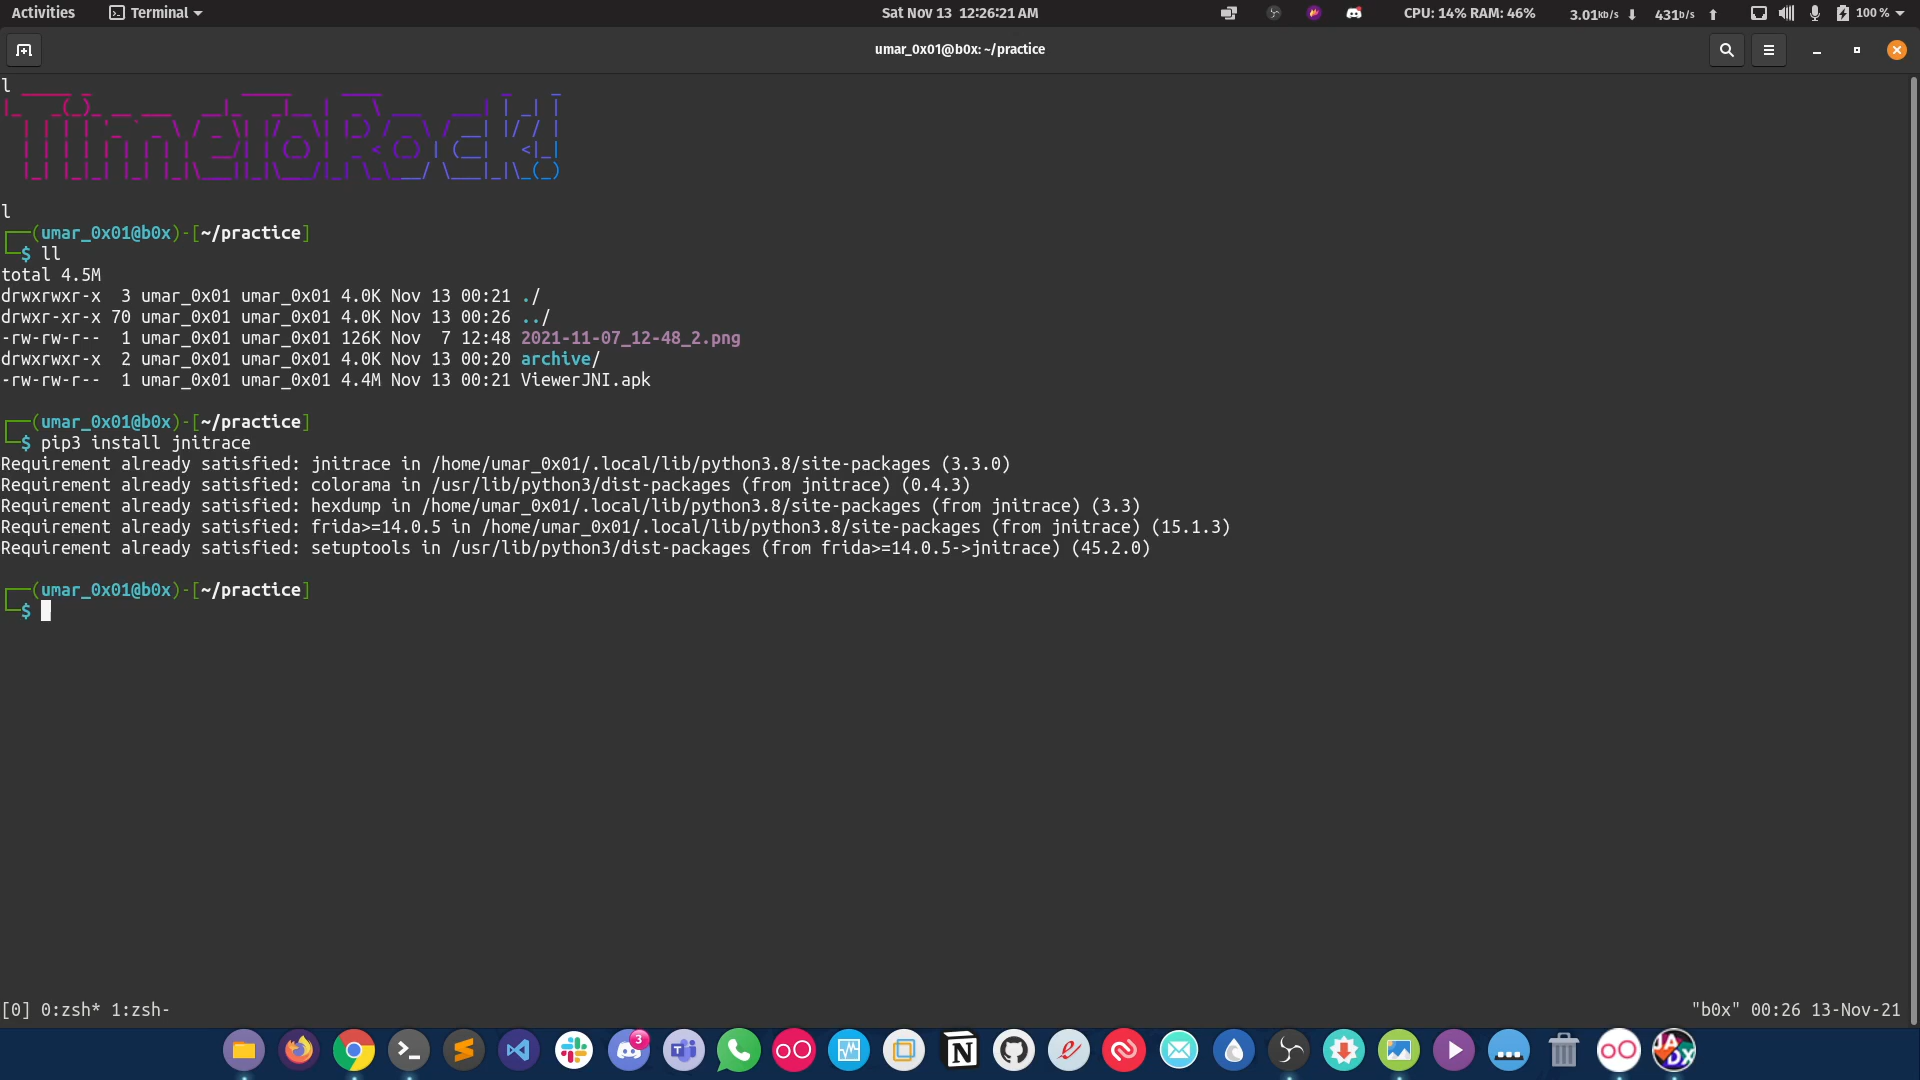 Activities Terminal Sat Nov 13 12:26:21 AM CPU: 14% RAM: 46% 3.01kb/s 431b/s 100 %
umar_0x01@b0x: ~/practice
l
TimeToRock!
l
(umar_0x01@b0x)-[~/practice]
$ ll
total 4.5M
drwxrwxr-x  3 umar_0x01 umar_0x01 4.0K Nov 13 00:21 ./
drwxr-xr-x 70 umar_0x01 umar_0x01 4.0K Nov 13 00:26 ../
-rw-rw-r--  1 umar_0x01 umar_0x01 126K Nov  7 12:48 2021-11-07_12-48_2.png
drwxrwxr-x  2 umar_0x01 umar_0x01 4.0K Nov 13 00:20 archive/
-rw-rw-r--  1 umar_0x01 umar_0x01 4.4M Nov 13 00:21 ViewerJNI.apk
(umar_0x01@b0x)-[~/practice]
$ pip3 install jnitrace
Requirement already satisfied: jnitrace in /home/umar_0x01/.local/lib/python3.8/site-packages (3.3.0)
Requirement already satisfied: colorama in /usr/lib/python3/dist-packages (from jnitrace) (0.4.3)
Requirement already satisfied: hexdump in /home/umar_0x01/.local/lib/python3.8/site-packages (from jnitrace) (3.3)
Requirement already satisfied: frida>=14.0.5 in /home/umar_0x01/.local/lib/python3.8/site-packages (from jnitrace) (15.1.3)
Requirement already satisfied: setuptools in /usr/lib/python3/dist-packages (from frida>=14.0.5->jnitrace) (45.2.0)
(umar_0x01@b0x)-[~/practice]
$
[0] 0:zsh* 1:zsh- "b0x" 00:26 13-Nov-21
3
JADX